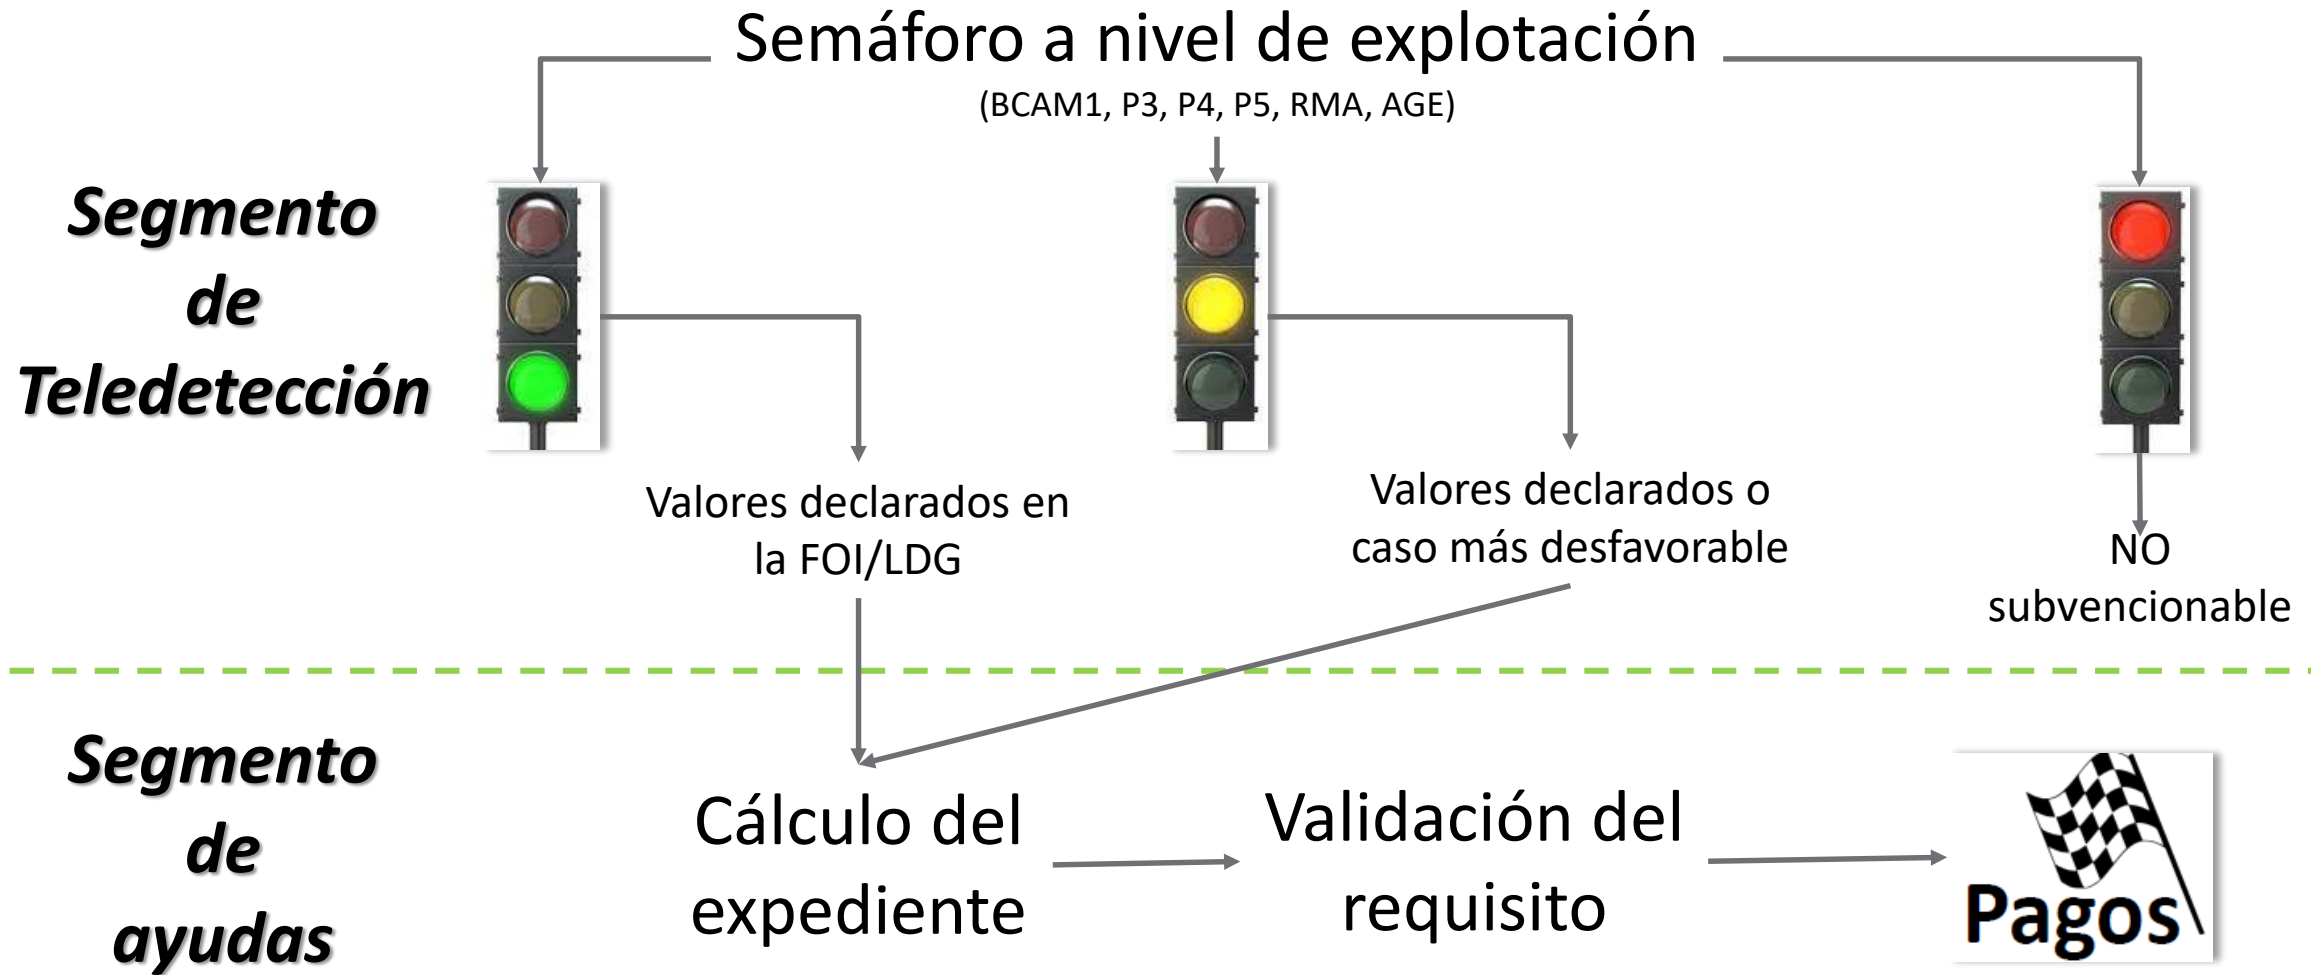 Semáforo a nivel de explotación
(BCAM1, P3, P4, P5, RMA, AGE)
Segmento
de
Teledetección
Valores declarados en
la FOI/LDG
Valores declarados o
caso más desfavorable
NO
subvencionable
Segmento
de
ayudas
Cálculo del
expediente
Validación del
requisito
Pagos